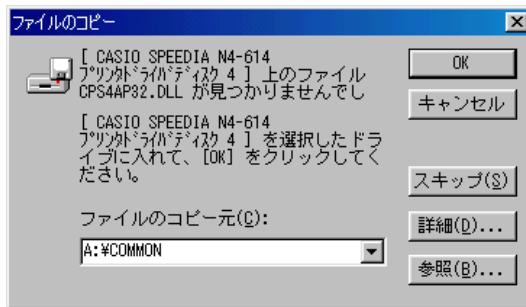 ファイルのコピー
[ CASIO SPEEDIA N4-614
ﾌﾟﾘﾝﾀﾄﾞﾗｲﾊﾞﾃﾞｨｽｸ 4 ] 上のファイル
CPS4AP32.DLL が見つかりませんでし
[ CASIO SPEEDIA N4-614
ﾌﾟﾘﾝﾀﾄﾞﾗｲﾊﾞﾃﾞｨｽｸ 4 ] を選択したドラ
イブに入れて、[OK] をクリックしてく
ださい。
ファイルのコピー元(C):
A:¥COMMON
OK
キャンセル
スキップ(S)
詳細(D)...
参照(B)...